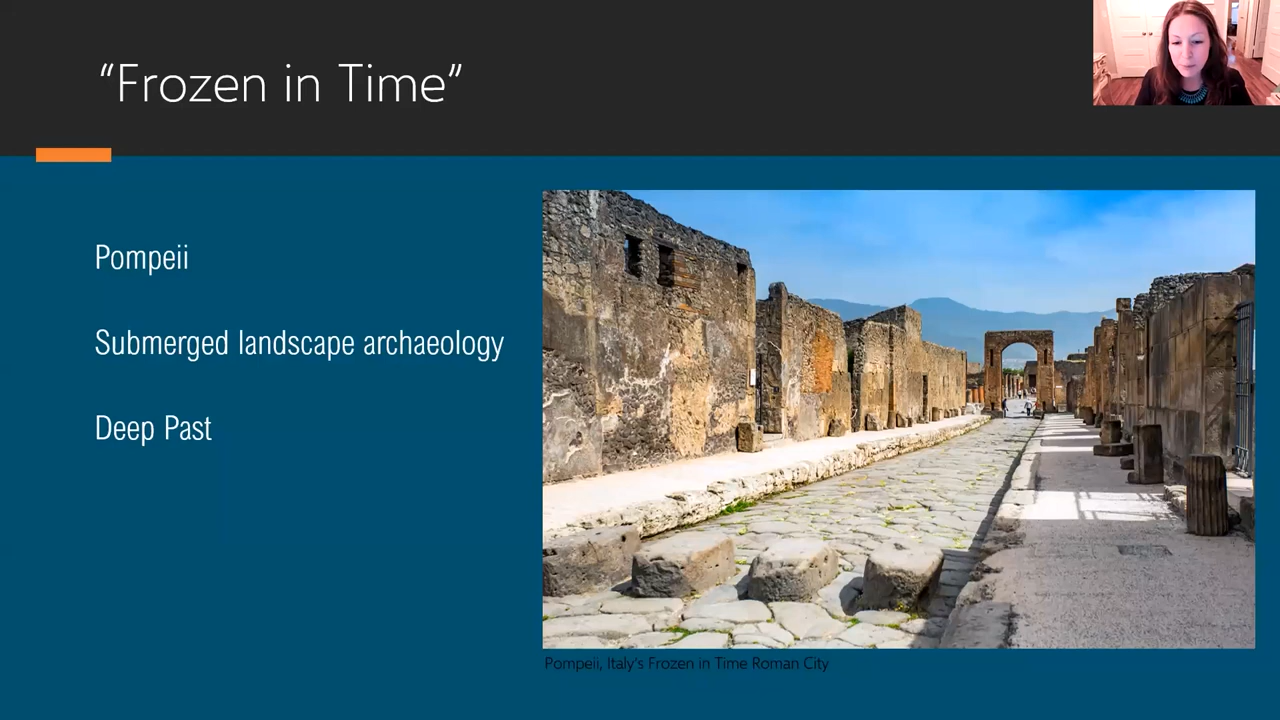 “Frozen in Time”
Pompeii
Submerged landscape archaeology
Deep Past
Pompeii, Italy's Frozen in Time Roman City